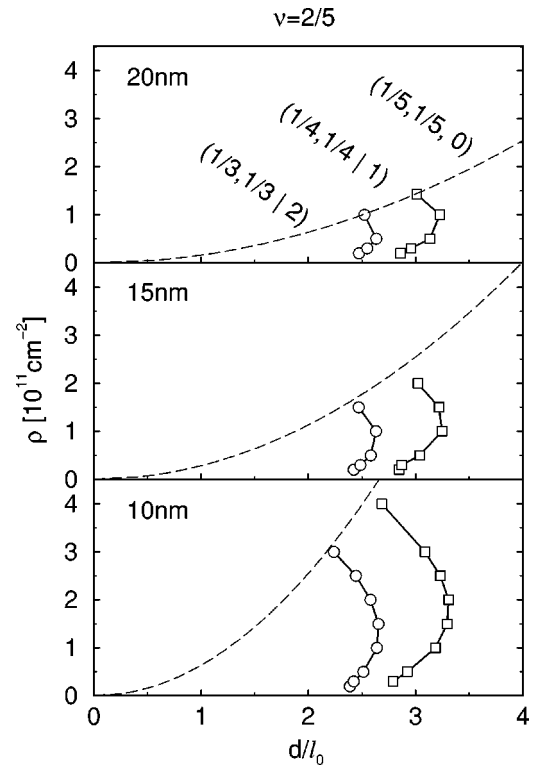 ν=2/5
20nm
(1/3,1/3 | 2)
(1/4,1/4 | 1)
(1/5,1/5, 0)
4
3
2
1
0
15nm
4
3
2
1
0
10nm
4
3
2
1
0
ρ [10¹¹cm⁻²]
0 1 2 3 4
d/l₀